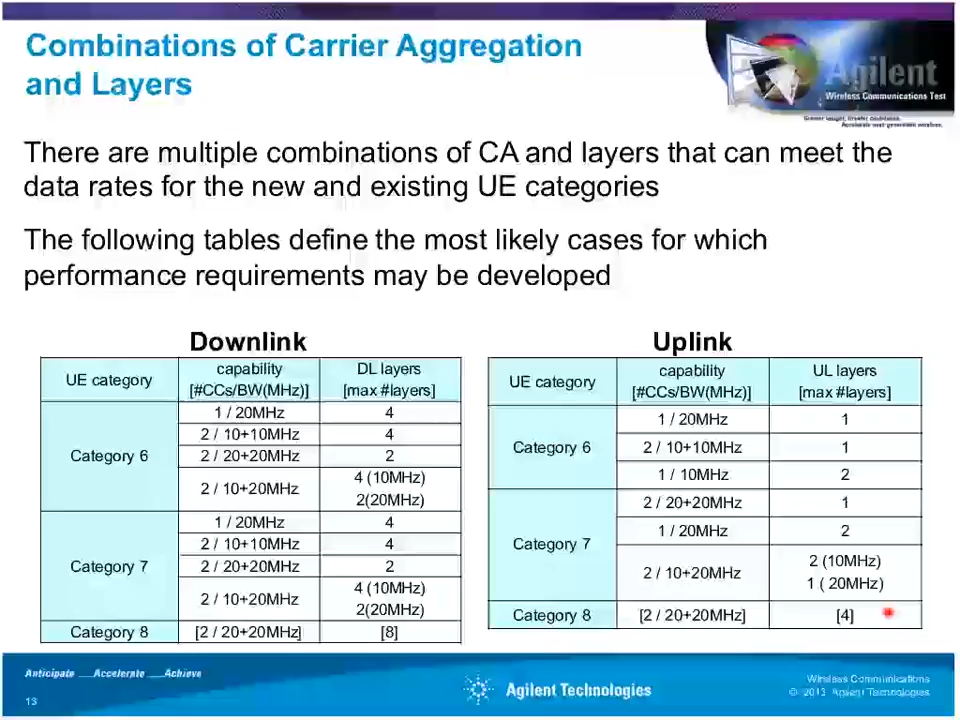 Combinations of Carrier Aggregation
and Layers
Agilent
Wireless Communications Test
There are multiple combinations of CA and layers that can meet the
data rates for the new and existing UE categories
The following tables define the most likely cases for which
performance requirements may be developed
Downlink
UE category
capability
[#CCs/BW(MHz)]
DL layers
[max #layers]
Category 6
1 / 20MHz
4
2 / 10+10MHz
4
2 / 20+20MHz
2
2 / 10+20MHz
4 (10MHz)
2(20MHz)
Category 7
1 / 20MHz
4
2 / 10+10MHz
4
2 / 20+20MHz
2
2 / 10+20MHz
4 (10MHz)
2(20MHz)
Category 8
[2 / 20+20MHz]
[8]
Uplink
UE category
capability
[#CCs/BW(MHz)]
UL layers
[max #layers]
Category 6
1 / 20MHz
1
2 / 10+10MHz
1
1 / 10MHz
2
Category 7
2 / 20+20MHz
1
1 / 20MHz
2
2 / 10+20MHz
2 (10MHz)
1 ( 20MHz)
Category 8
[2 / 20+20MHz]
[4]
Anticipate __Accelerate __Achieve
13
Agilent Technologies
Wireless Communications
© 2013 Agilent Technologies